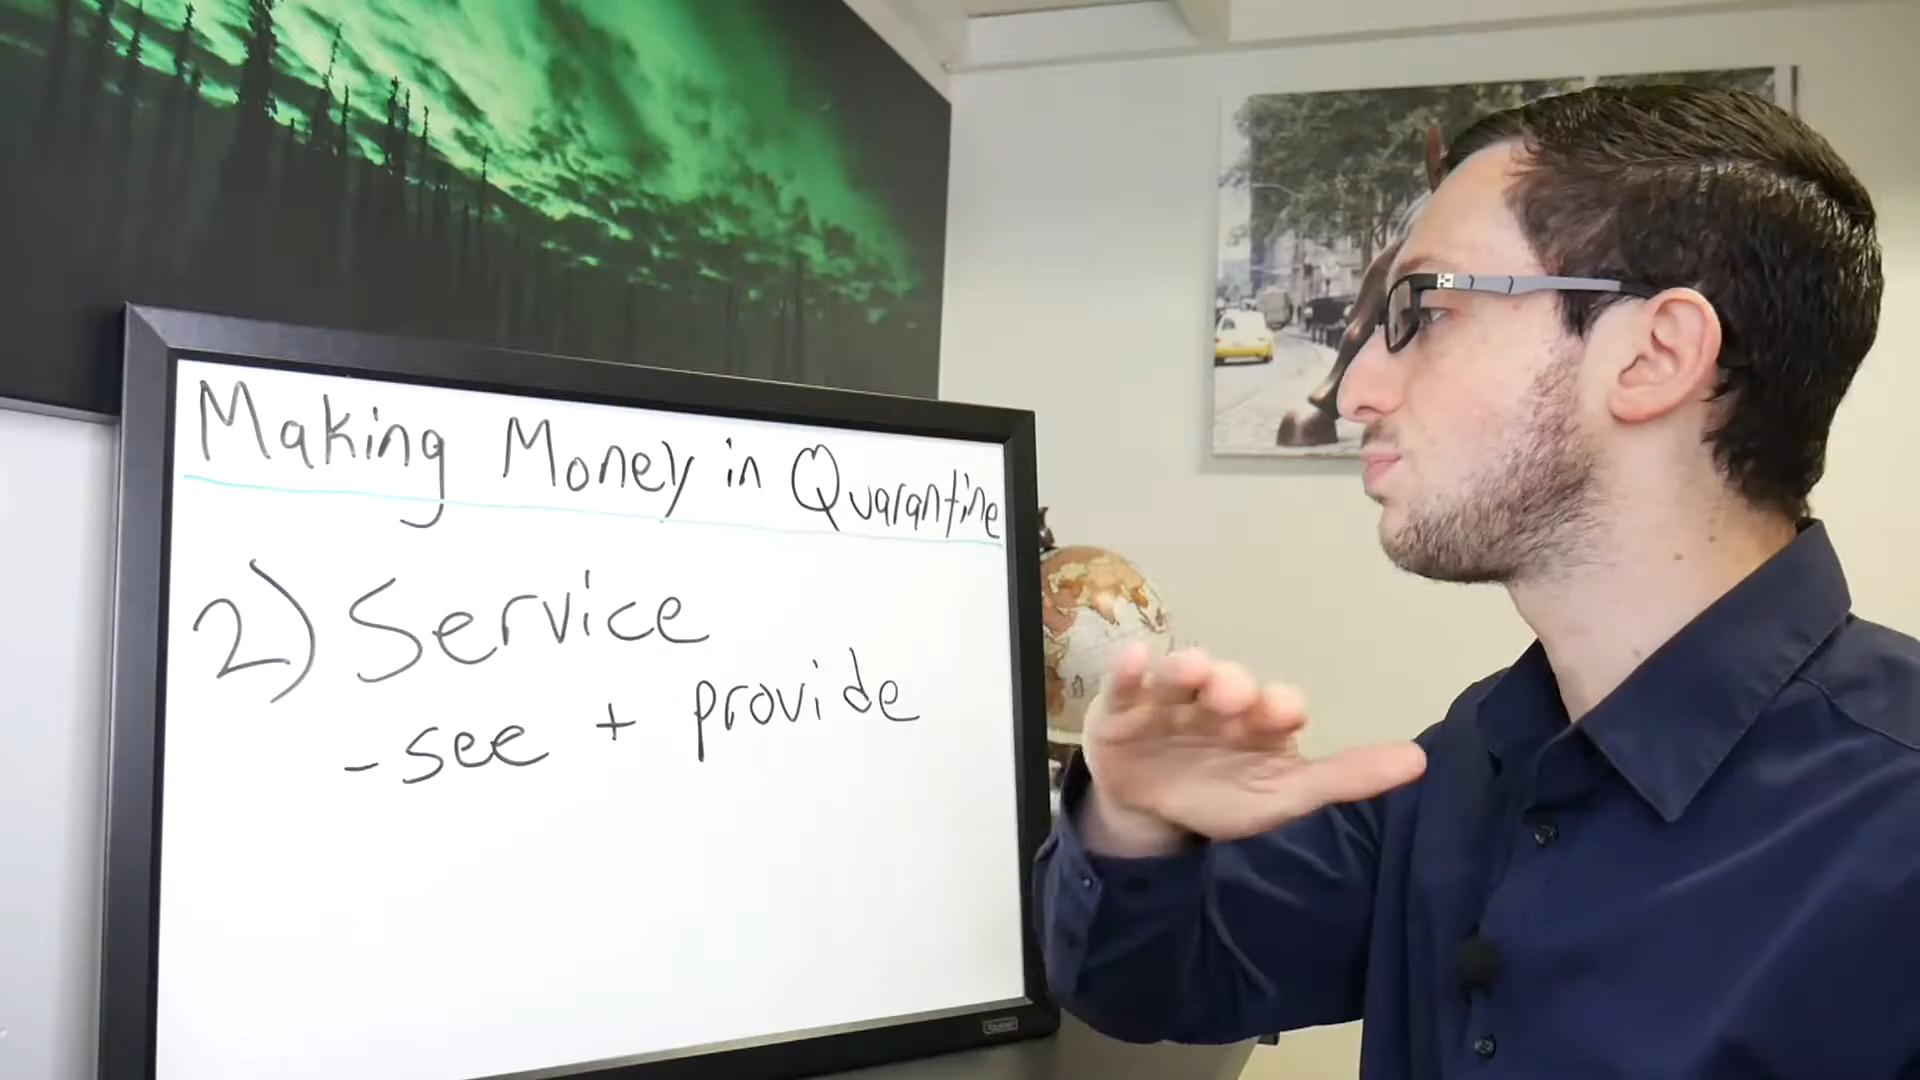 Making Money in Quarantine
2) Service
- see + provide